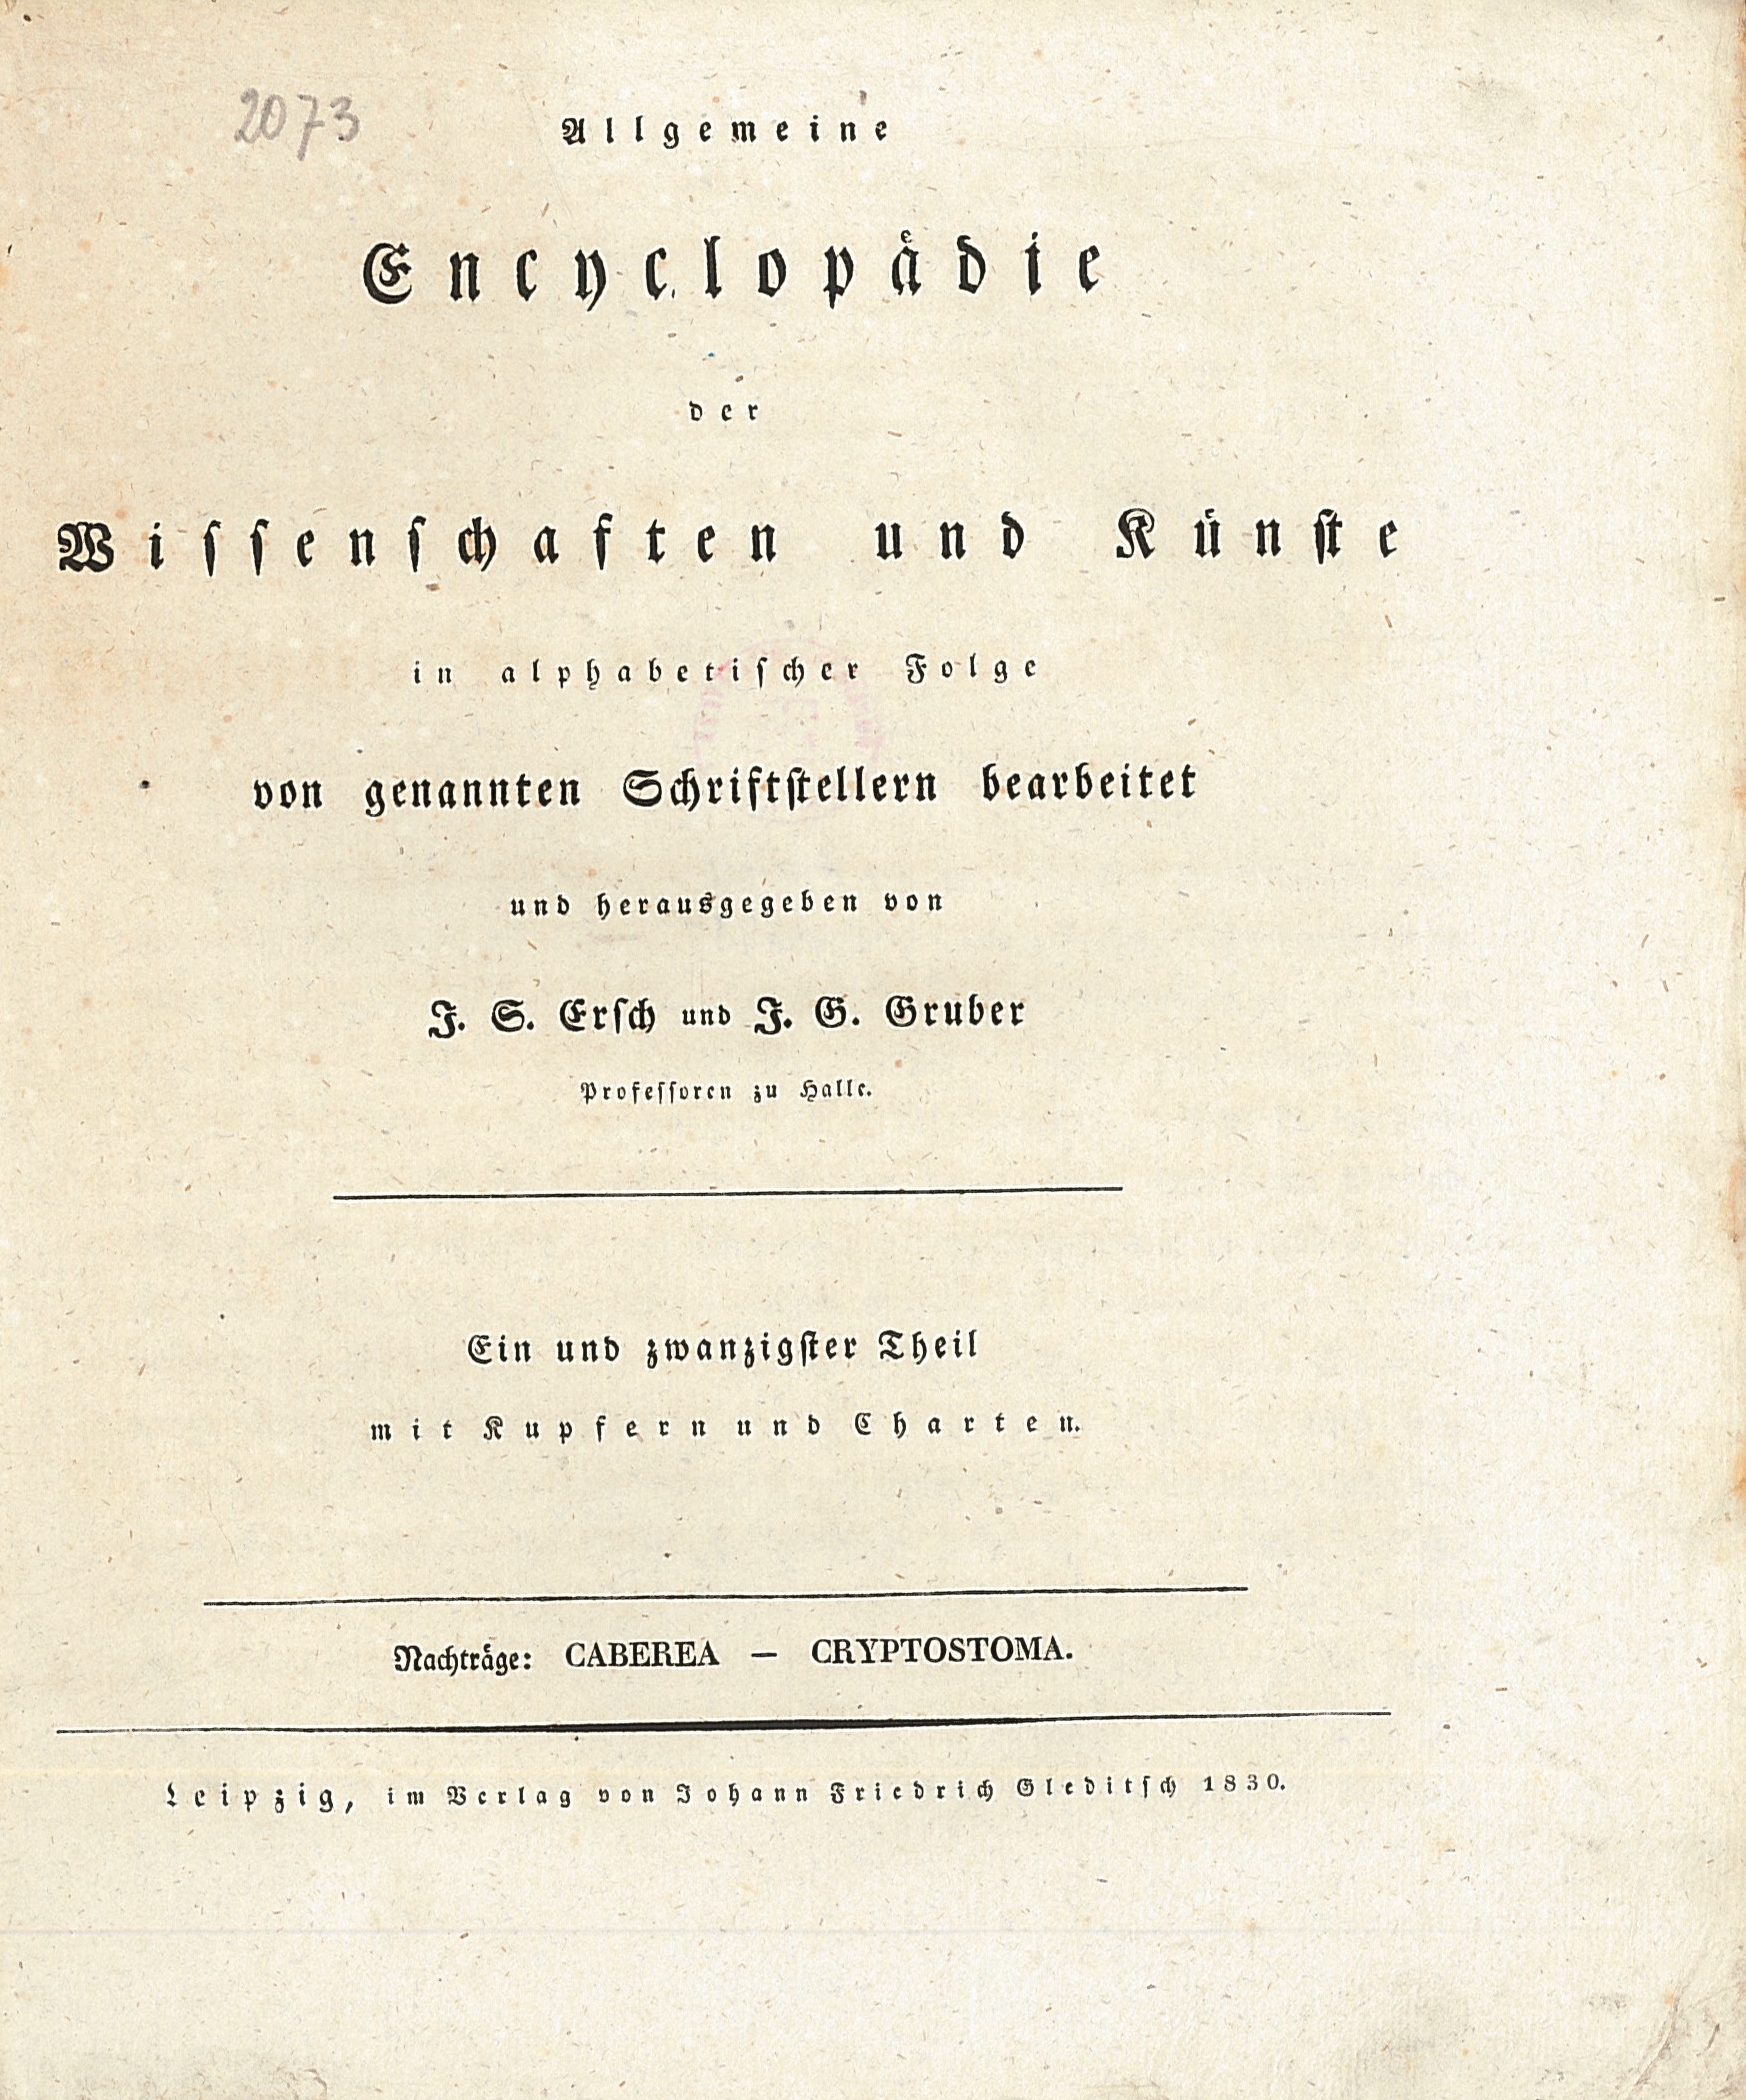 2073
Allgemeine
Encyclopädie
der
Wissenschaften und Künste
in alphabetischer Folge
von genannten Schriftstellern bearbeitet
und herausgegeben von
J. S. Ersch und J. G. Gruber
Professoren zu Halle.
Ein und zwanzigster Theil
mit Kupfern und Charten.
Nachträge: CABEREA — CRYPTOSTOMA.
Leipzig, im Verlag von Johann Friedrich Gleditsch 1830.